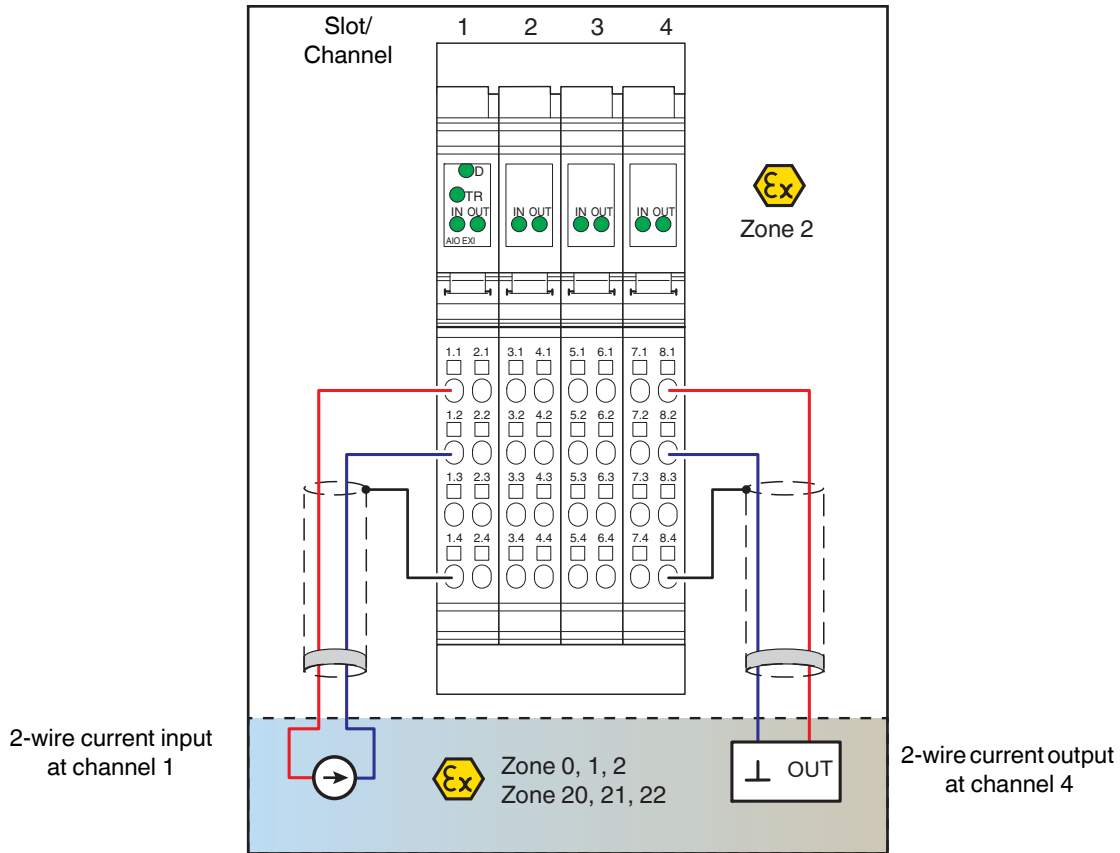 Slot/
Channel
1 2 3 4
D
TR
IN OUT IN OUT IN OUT IN OUT
AIO EXI
Ex
Zone 2
1.1 2.1 3.1 4.1 5.1 6.1 7.1 8.1
1.2 2.2 3.2 4.2 5.2 6.2 7.2 8.2
1.3 2.3 3.3 4.3 5.3 6.3 7.3 8.3
1.4 2.4 3.4 4.4 5.4 6.4 7.4 8.4
2-wire current input
at channel 1
Ex
Zone 0, 1, 2
Zone 20, 21, 22
OUT
2-wire current output
at channel 4